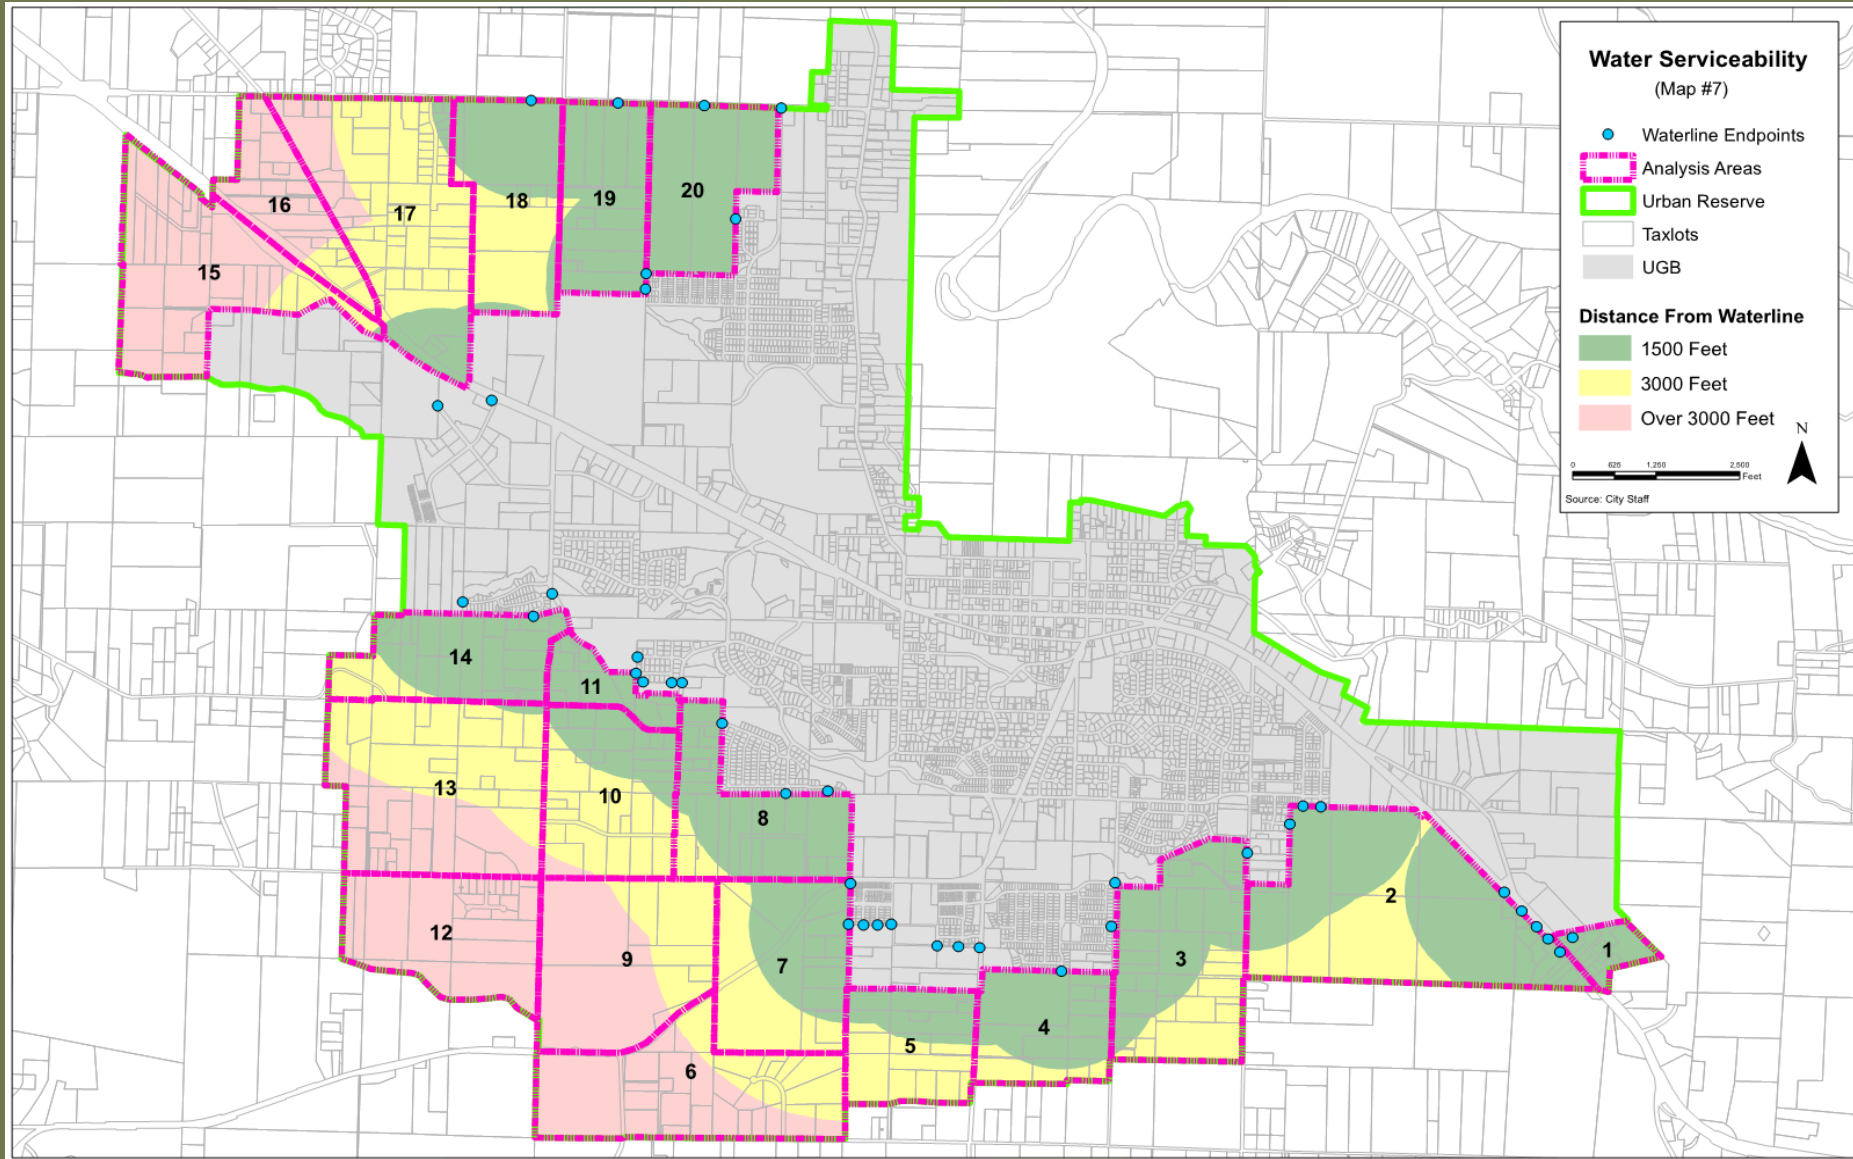 Water Serviceability
(Map #7)
Waterline Endpoints
Analysis Areas
Urban Reserve
Taxlots
UGB
Distance From Waterline
1500 Feet
3000 Feet
Over 3000 Feet
N
0 625 1,250 2,500
Feet
Source: City Staff
20
18
19
16
17
15
14
11
13
10
8
2
12
9
7
3
1
4
5
6